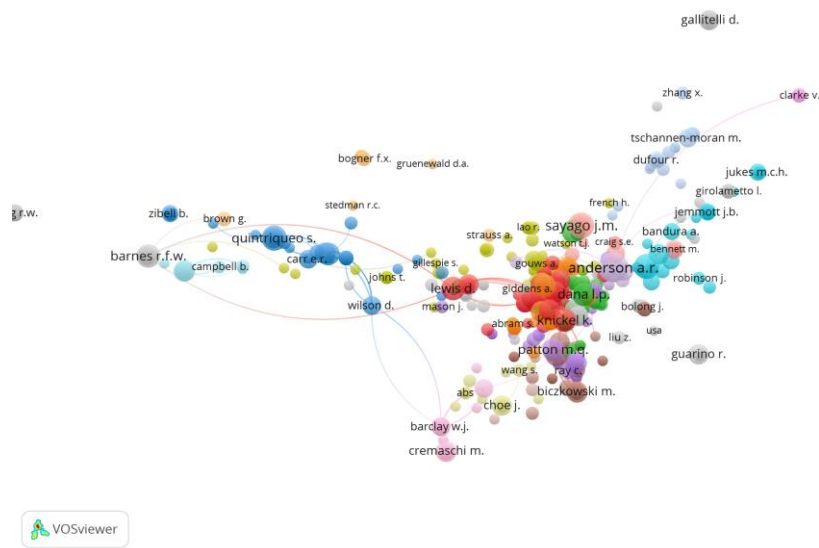 gallitelli d.
zhang x.
clarke v.
tschannen-moran m.
bogner f.x.
gruenewald d.a.
dufour r.
jukes m.c.h.
girolametto l.
g r.w.
zibell b.
brown g.
stedman r.c.
french h.
jemmott j.b.
quintriqueo s.
strauss a.
lao r.
sayago j.m.
bandura a.
watson t.j.
craig s.e.
bennett m.
barnes r.f.w.
campbell b.
carr e.r.
gillespie s.
gouws a.
anderson a.r.
johns t.
robinson j.
lewis d.
giddens a.
dana l.p.
wilson d.
mason j.
bolong j.
abram s.
knickel k.
usa
liu z.
patton m.q.
guarino r.
wang s.
ray c.
abs
biczkowski m.
choe j.
barclay w.j.
cremaschi m.
VOSviewer